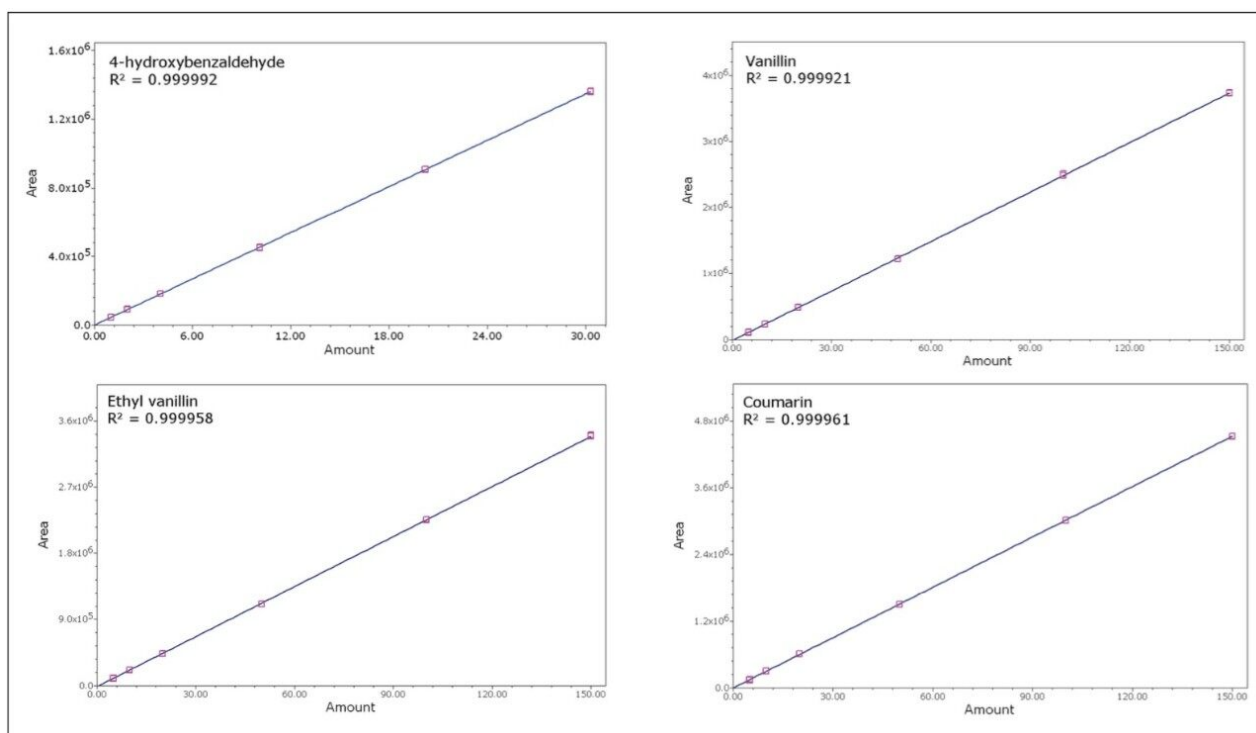 4-hydroxybenzaldehyde
R² = 0.999992
1.6x10⁶
1.2x10⁶
8.0x10⁵
4.0x10⁵
0.0
Area
0.00 6.00 12.00 18.00 24.00 30.00
Amount
Vanillin
R² = 0.999921
4x10⁶
3x10⁶
2x10⁶
1x10⁶
0
Area
0.00 30.00 60.00 90.00 120.00 150.00
Amount
Ethyl vanillin
R² = 0.999958
3.6x10⁶
2.7x10⁶
1.8x10⁶
9.0x10⁵
0.0
Area
0.00 30.00 60.00 90.00 120.00 150.00
Amount
Coumarin
R² = 0.999961
4.8x10⁶
3.6x10⁶
2.4x10⁶
1.2x10⁶
0.0
Area
0.00 30.00 60.00 90.00 120.00 150.00
Amount